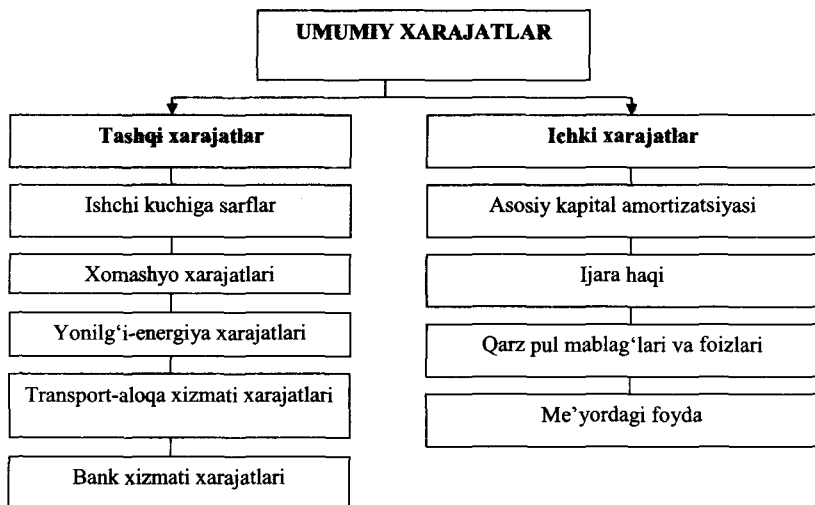 UMUMIY XARAJATLAR
Tashqi xarajatlar
Ishchi kuchiga sarflar
Xomashyo xarajatlari
Yonilg‘i-energiya xarajatlari
Transport-aloqa xizmati xarajatlari
Bank xizmati xarajatlari
Ichki xarajatlar
Asosiy kapital amortizatsiyasi
Ijara haqi
Qarz pul mablag‘lari va foizlari
Me’yordagi foyda